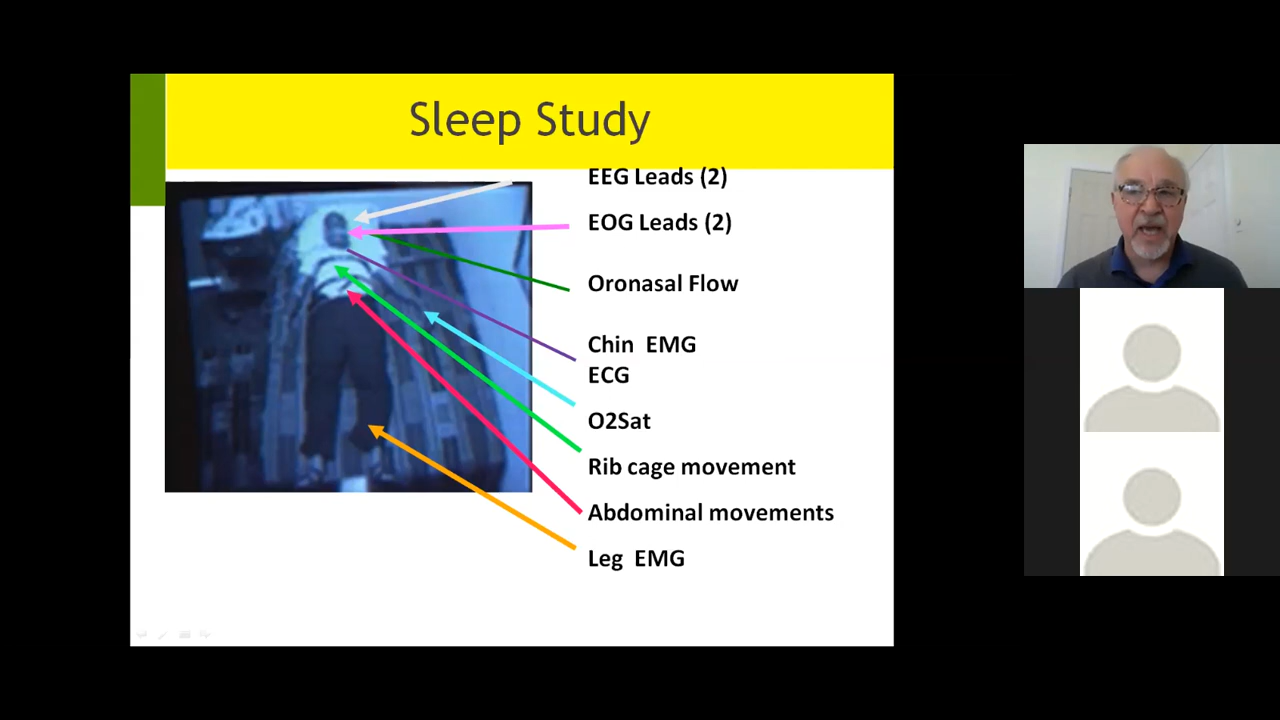 Sleep Study
EEG Leads (2)
EOG Leads (2)
Oronasal Flow
Chin EMG
ECG
O2Sat
Rib cage movement
Abdominal movements
Leg EMG